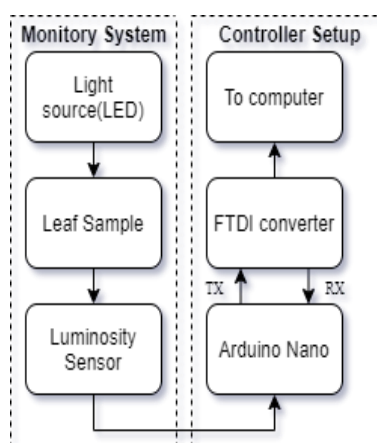 Monitory System
Light
source(LED)
Leaf Sample
Luminosity
Sensor
Controller Setup
To computer
FTDI converter
TX
RX
Arduino Nano